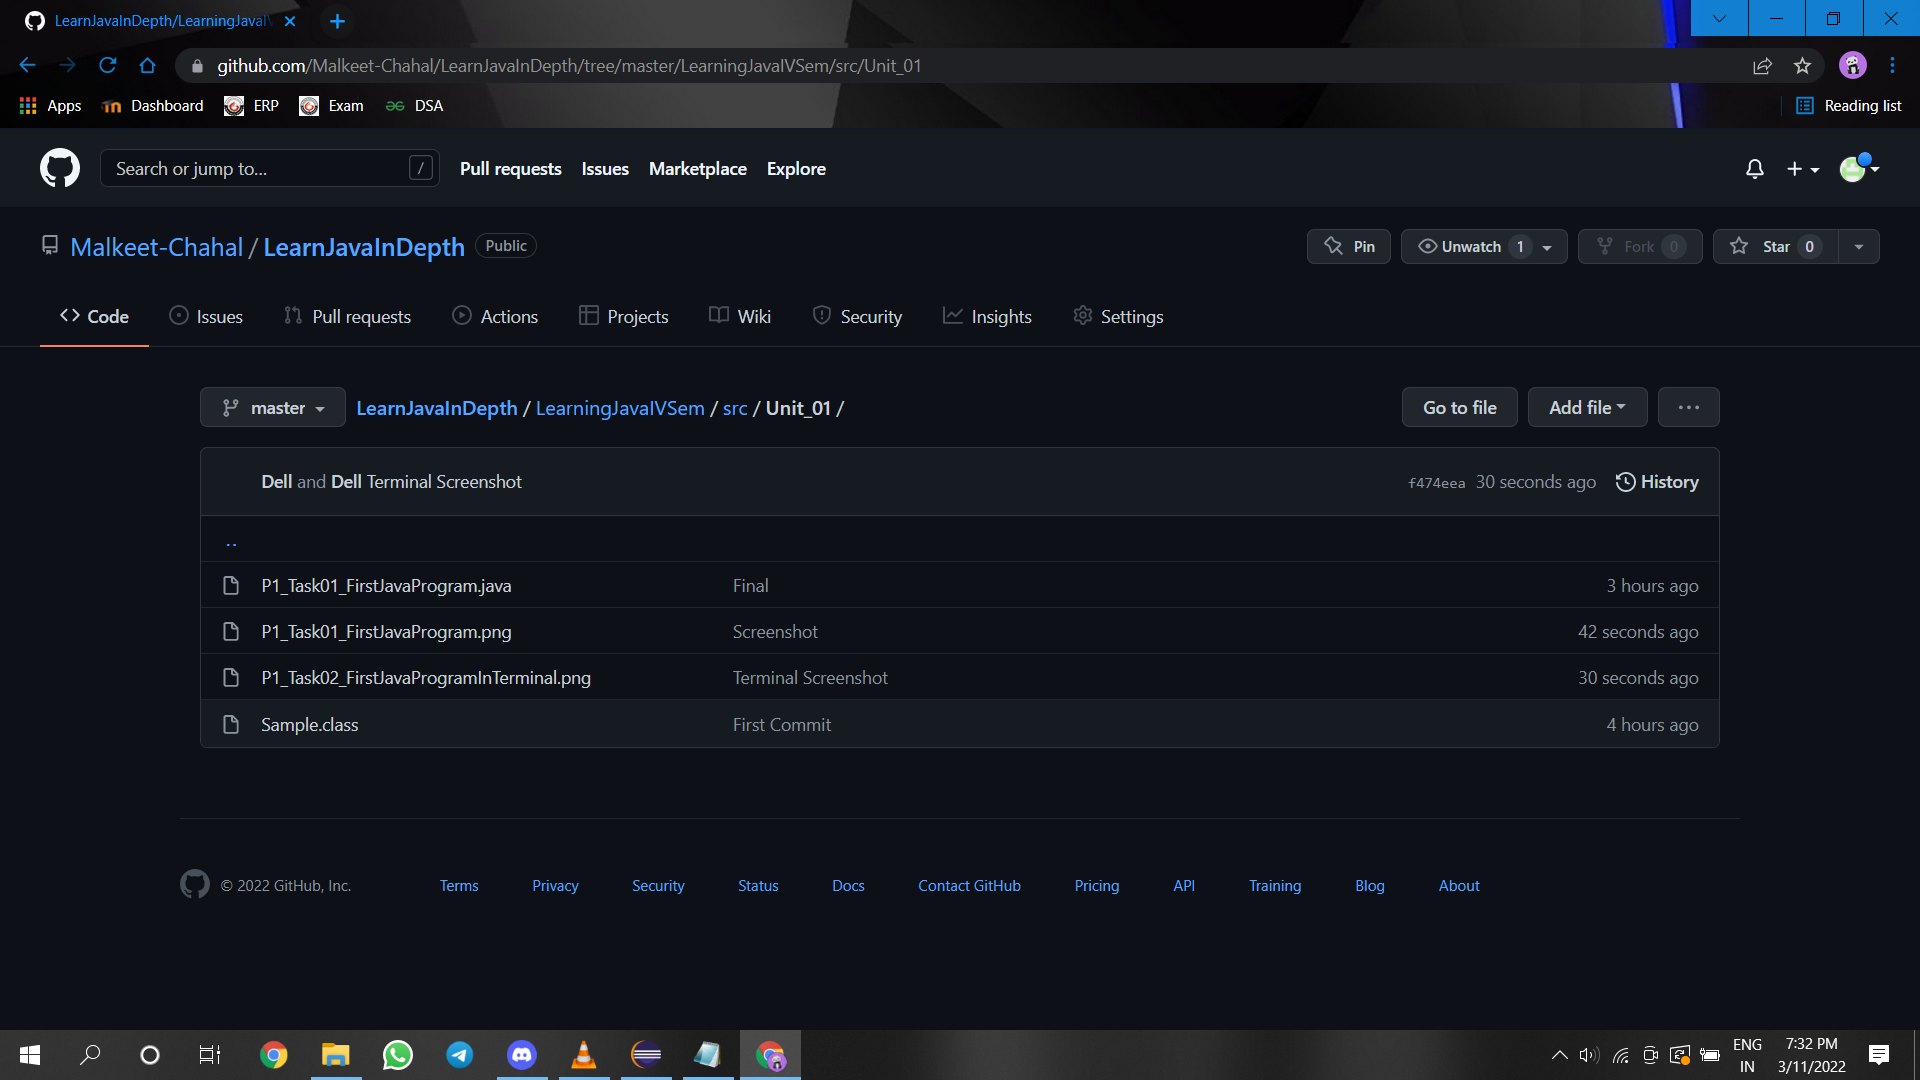 LearnJavaInDepth/LearningJavaIV
github.com/Malkeet-Chahal/LearnJavaInDepth/tree/master/LearningJavaIVSem/src/Unit_01
Apps Dashboard ERP Exam DSA Reading list
Search or jump to... / Pull requests Issues Marketplace Explore
Malkeet-Chahal / LearnJavaInDepth Public Pin Unwatch 1 Fork 0 Star 0
Code Issues Pull requests Actions Projects Wiki Security Insights Settings
master LearnJavaInDepth / LearningJavaIVSem / src / Unit_01 / Go to file Add file ...
Dell and Dell Terminal Screenshot f474eea 30 seconds ago History
..
P1_Task01_FirstJavaProgram.java Final 3 hours ago
P1_Task01_FirstJavaProgram.png Screenshot 42 seconds ago
P1_Task02_FirstJavaProgramInTerminal.png Terminal Screenshot 30 seconds ago
Sample.class First Commit 4 hours ago
© 2022 GitHub, Inc. Terms Privacy Security Status Docs Contact GitHub Pricing API Training Blog About
ENG 7:32 PM
IN 3/11/2022